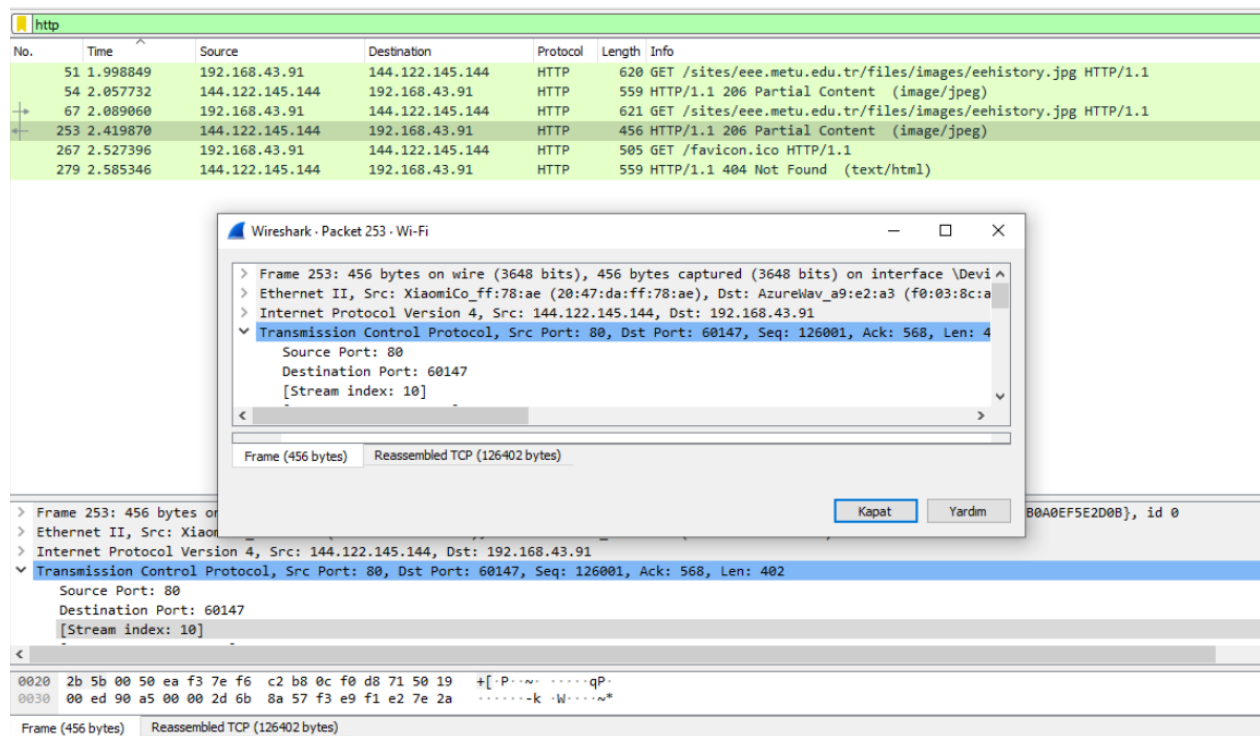 http
No. Time Source Destination Protocol Length Info
51 1.998849 192.168.43.91 144.122.145.144 HTTP 620 GET /sites/eee.metu.edu.tr/files/images/eehistory.jpg HTTP/1.1
54 2.057732 144.122.145.144 192.168.43.91 HTTP 559 HTTP/1.1 206 Partial Content (image/jpeg)
67 2.089060 192.168.43.91 144.122.145.144 HTTP 621 GET /sites/eee.metu.edu.tr/files/images/eehistory.jpg HTTP/1.1
253 2.419870 144.122.145.144 192.168.43.91 HTTP 456 HTTP/1.1 206 Partial Content (image/jpeg)
267 2.527396 192.168.43.91 144.122.145.144 HTTP 505 GET /favicon.ico HTTP/1.1
279 2.585346 144.122.145.144 192.168.43.91 HTTP 559 HTTP/1.1 404 Not Found (text/html)
Wireshark · Packet 253 · Wi-Fi
Frame 253: 456 bytes on wire (3648 bits), 456 bytes captured (3648 bits) on interface \Devi
Ethernet II, Src: XiaomiCo_ff:78:ae (20:47:da:ff:78:ae), Dst: AzureWav_a9:e2:a3 (f0:03:8c:a
Internet Protocol Version 4, Src: 144.122.145.144, Dst: 192.168.43.91
Transmission Control Protocol, Src Port: 80, Dst Port: 60147, Seq: 126001, Ack: 568, Len: 4
Source Port: 80
Destination Port: 60147
[Stream index: 10]
Frame (456 bytes) Reassembled TCP (126402 bytes)
Kapat Yardım
Frame 253: 456 bytes or B0A0EF5E2D0B}, id 0
Ethernet II, Src: Xiaom
Internet Protocol Version 4, Src: 144.122.145.144, Dst: 192.168.43.91
Transmission Control Protocol, Src Port: 80, Dst Port: 60147, Seq: 126001, Ack: 568, Len: 402
Source Port: 80
Destination Port: 60147
[Stream index: 10]
0020 2b 5b 00 50 ea f3 7e f6 c2 b8 0c f0 d8 71 50 19 +[·P··~· ·····qP·
0030 00 ed 90 a5 00 00 2d 6b 8a 57 f3 e9 f1 e2 7e 2a ······-k ·W····~*
Frame (456 bytes) Reassembled TCP (126402 bytes)